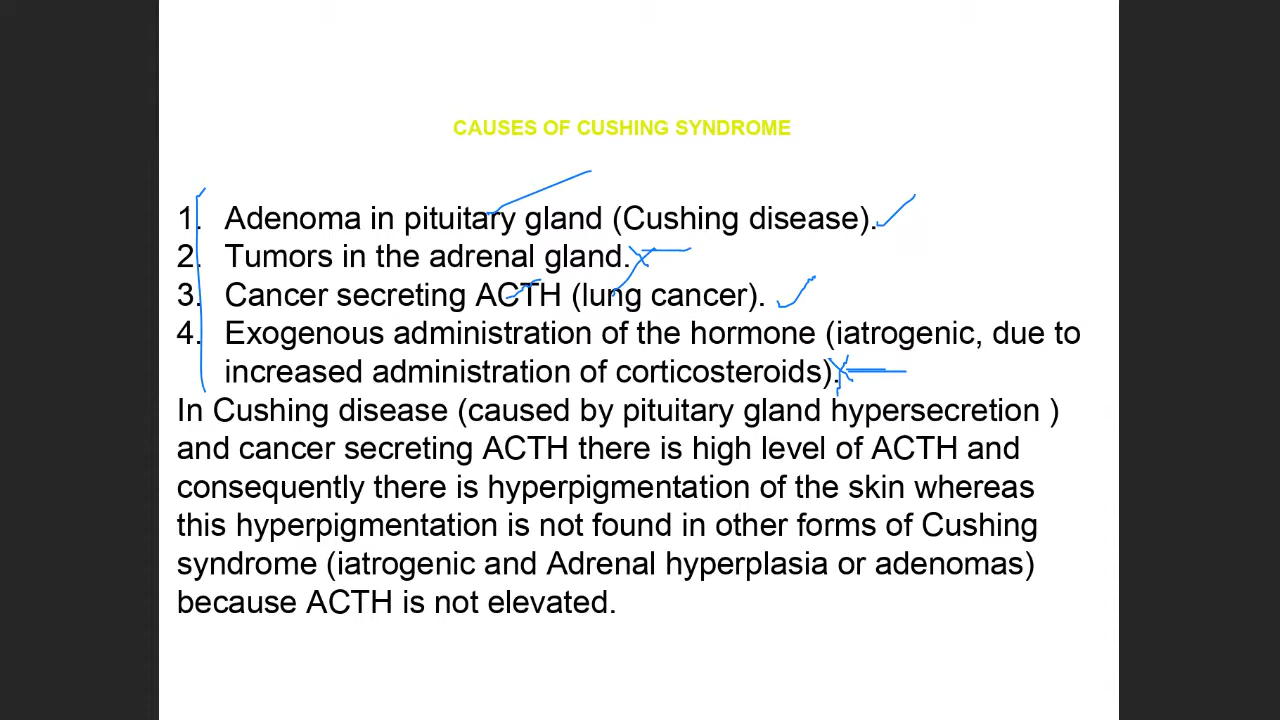 CAUSES OF CUSHING SYNDROME
1. Adenoma in pituitary gland (Cushing disease).
2. Tumors in the adrenal gland.
3. Cancer secreting ACTH (lung cancer).
4. Exogenous administration of the hormone (iatrogenic, due to
increased administration of corticosteroids).
In Cushing disease (caused by pituitary gland hypersecretion )
and cancer secreting ACTH there is high level of ACTH and
consequently there is hyperpigmentation of the skin whereas
this hyperpigmentation is not found in other forms of Cushing
syndrome (iatrogenic and Adrenal hyperplasia or adenomas)
because ACTH is not elevated.